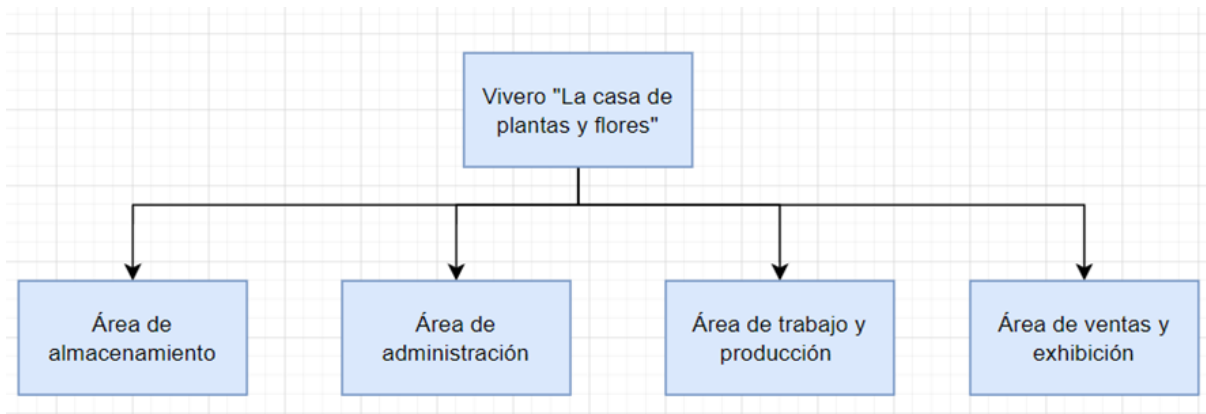 Vivero "La casa de
plantas y flores"
Área de
almacenamiento
Área de
administración
Área de trabajo y
producción
Área de ventas y
exhibición